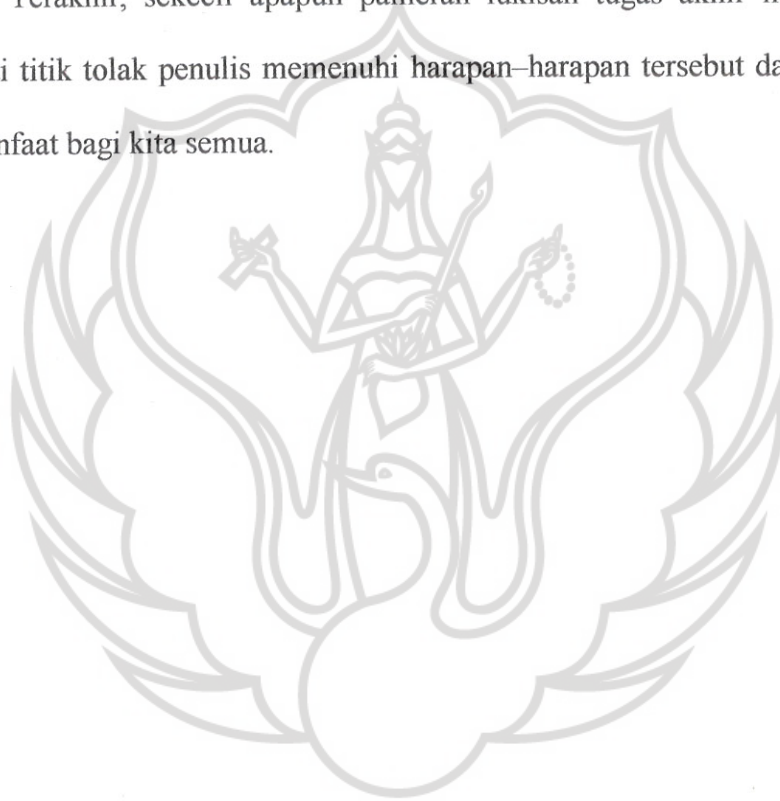 Terakhir, sekecil apapun pameran lukisan tugas akhir
i titik tolak penulis memenuhi harapan–harapan tersebut da
nfaat bagi kita semua.